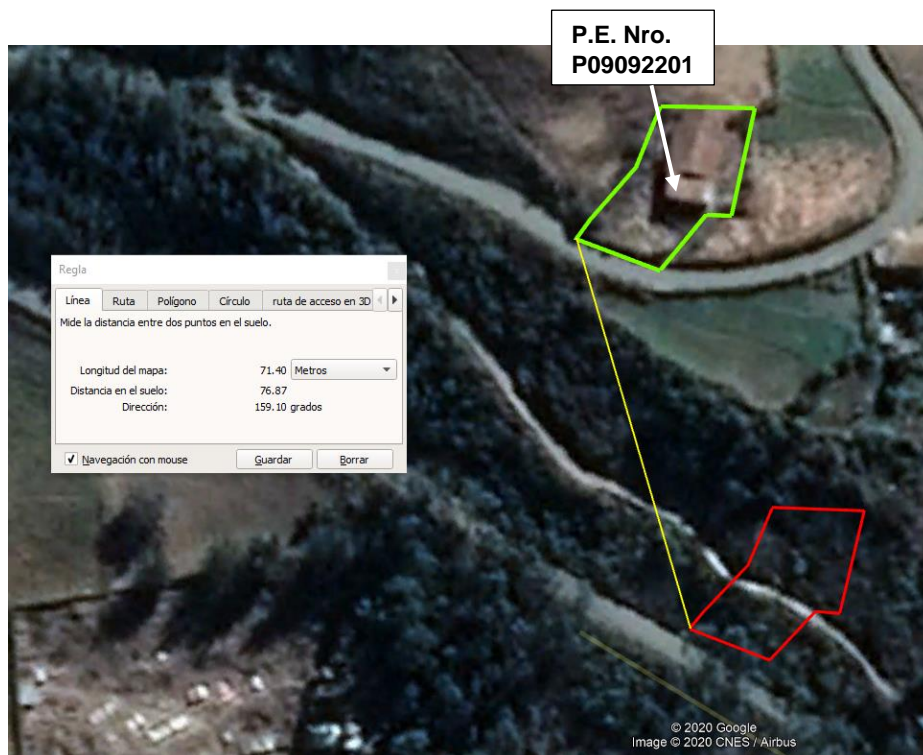 P.E. Nro.
P09092201
Regla
Línea Ruta Polígono Círculo ruta de acceso en 3D
Mide la distancia entre dos puntos en el suelo.
Longitud del mapa: 71.40 Metros
Distancia en el suelo: 76.87
Dirección: 159.10 grados
Navegación con mouse Guardar Borrar
© 2020 Google
Image © 2020 CNES / Airbus